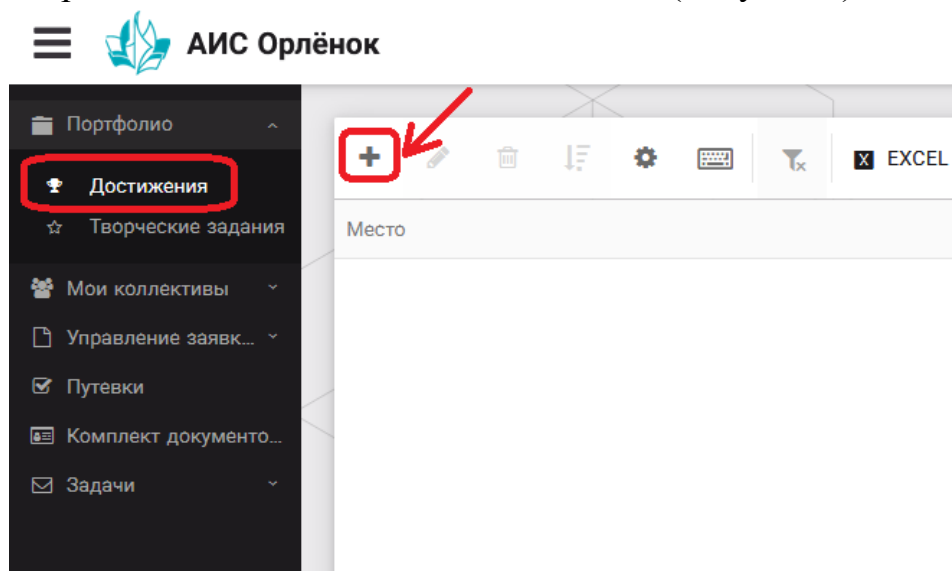 АИС Орлёнок
Портфолио
Достижения
Творческие задания
Мои коллективы
Управление заявк...
Путевки
Комплект документо...
Задачи
EXCEL
Место